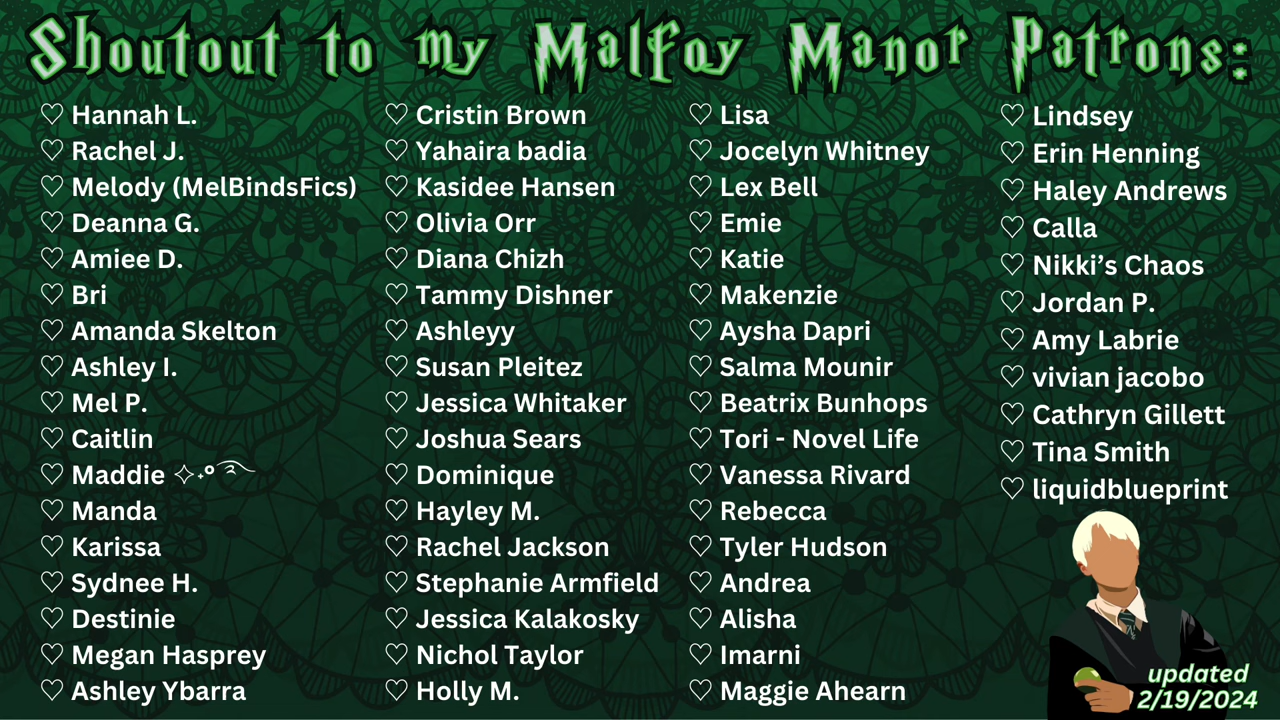 Shoutout to my Malfoy Manor Patrons:
♡ Hannah L.
♡ Rachel J.
♡ Melody (MelBindsFics)
♡ Deanna G.
♡ Amiee D.
♡ Bri
♡ Amanda Skelton
♡ Ashley I.
♡ Mel P.
♡ Caitlin
♡ Maddie ✧˖°࿐
♡ Manda
♡ Karissa
♡ Sydnee H.
♡ Destinie
♡ Megan Hasprey
♡ Ashley Ybarra
♡ Cristin Brown
♡ Yahaira badia
♡ Kasidee Hansen
♡ Olivia Orr
♡ Diana Chizh
♡ Tammy Dishner
♡ Ashleyy
♡ Susan Pleitez
♡ Jessica Whitaker
♡ Joshua Sears
♡ Dominique
♡ Hayley M.
♡ Rachel Jackson
♡ Stephanie Armfield
♡ Jessica Kalakosky
♡ Nichol Taylor
♡ Holly M.
♡ Lisa
♡ Jocelyn Whitney
♡ Lex Bell
♡ Emie
♡ Katie
♡ Makenzie
♡ Aysha Dapri
♡ Salma Mounir
♡ Beatrix Bunhops
♡ Tori - Novel Life
♡ Vanessa Rivard
♡ Rebecca
♡ Tyler Hudson
♡ Andrea
♡ Alisha
♡ Imarni
♡ Maggie Ahearn
♡ Lindsey
♡ Erin Henning
♡ Haley Andrews
♡ Calla
♡ Nikki’s Chaos
♡ Jordan P.
♡ Amy Labrie
♡ vivian jacobo
♡ Cathryn Gillett
♡ Tina Smith
♡ liquidblueprint
updated
2/19/2024